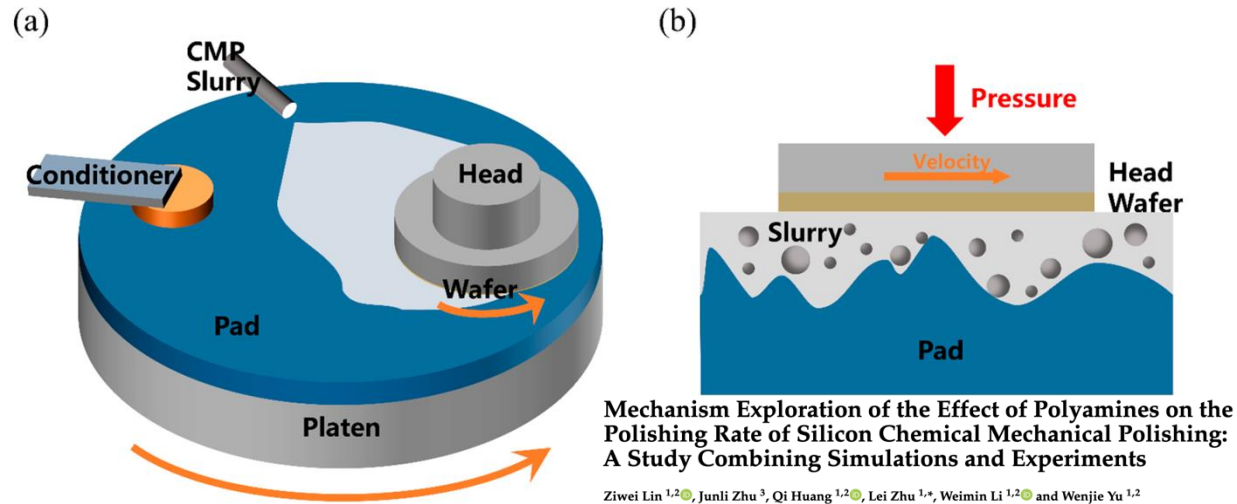 (a)
CMP
Slurry
Conditioner
Head
Wafer
Pad
Platen
(b)
Pressure
Velocity
Head
Wafer
Slurry
Pad
Mechanism Exploration of the Effect of Polyamines on the
Polishing Rate of Silicon Chemical Mechanical Polishing:
A Study Combining Simulations and Experiments
Ziwei Lin 1,2, Junli Zhu 3, Qi Huang 1,2, Lei Zhu 1,*, Weimin Li 1,2 and Wenjie Yu 1,2